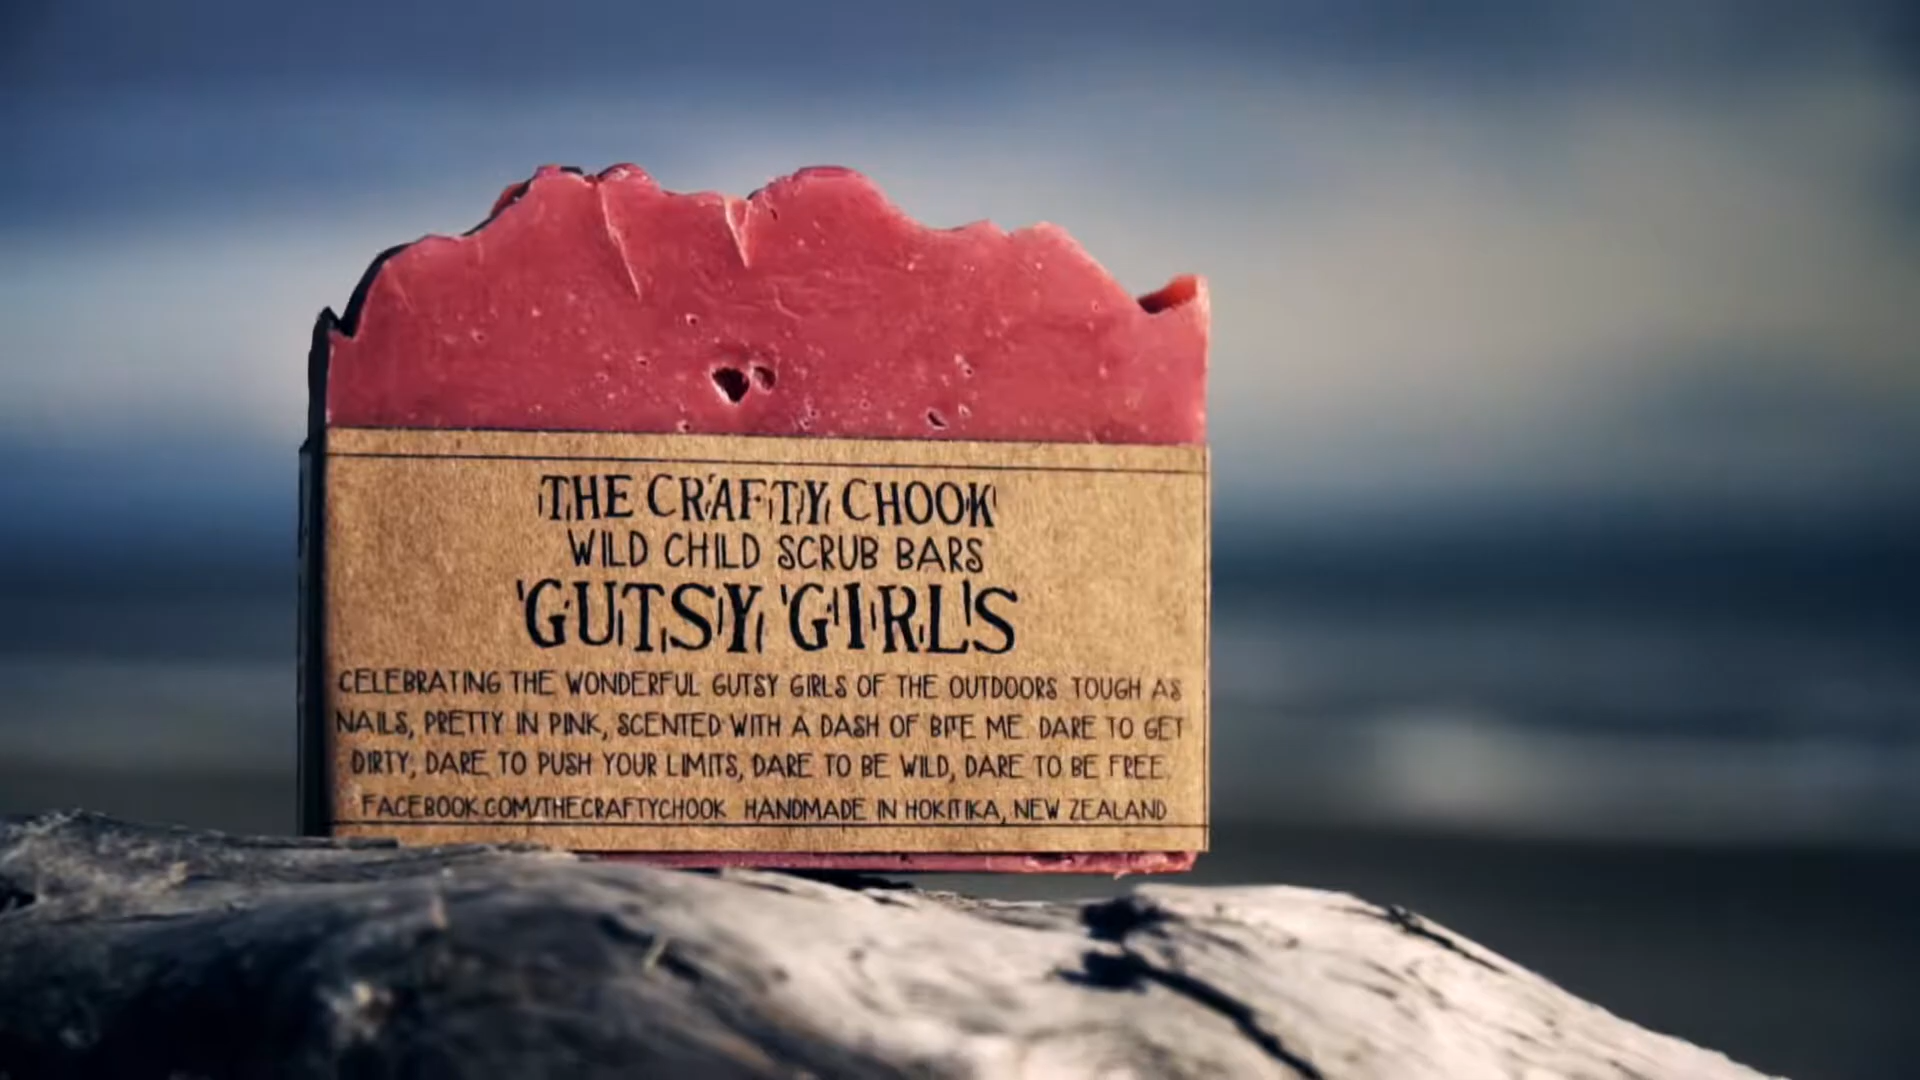 THE CRAFTY CHOOK
WILD CHILD SCRUB BARS
GUTSY GIRLS
CELEBRATING THE WONDERFUL GUTSY GIRLS OF THE OUTDOORS. TOUGH AS
NAILS, PRETTY IN PINK, SCENTED WITH A DASH OF BITE ME. DARE TO GET
DIRTY, DARE TO PUSH YOUR LIMITS, DARE TO BE WILD, DARE TO BE FREE.
FACEBOOK.COM/THECRAFTYCHOOK HANDMADE IN HOKITIKA, NEW ZEALAND